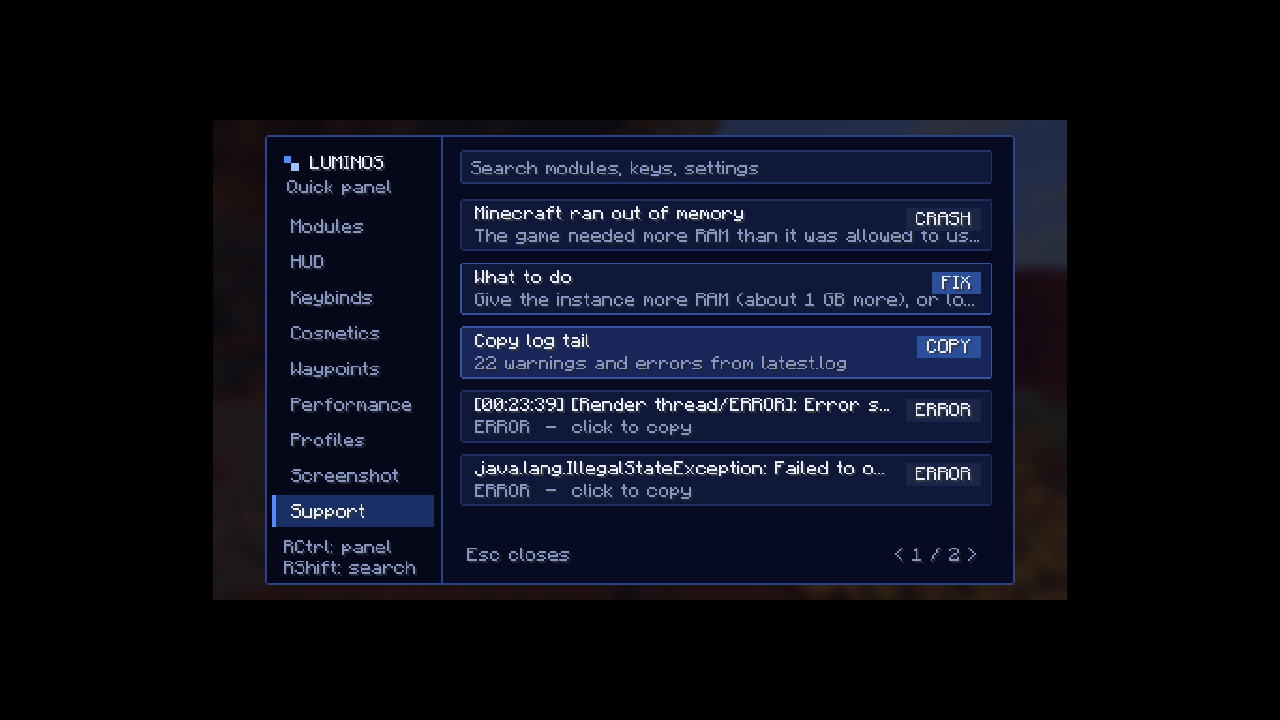 LUMINOS
Quick panel
Modules
HUD
Keybinds
Cosmetics
Waypoints
Performance
Profiles
Screenshot
Support
RCtrl: panel
RShift: search
Search modules, keys, settings
Minecraft ran out of memory
CRASH
The game needed more RAM than it was allowed to us...
What to do
FIX
Give the instance more RAM (about 1 GB more), or lo...
Copy log tail
COPY
22 warnings and errors from latest.log
[00:23:39] [Render thread/ERROR]: Error s...
ERROR
ERROR - click to copy
java.lang.IllegalStateException: Failed to o...
ERROR
ERROR - click to copy
Esc closes
< 1 / 2 >